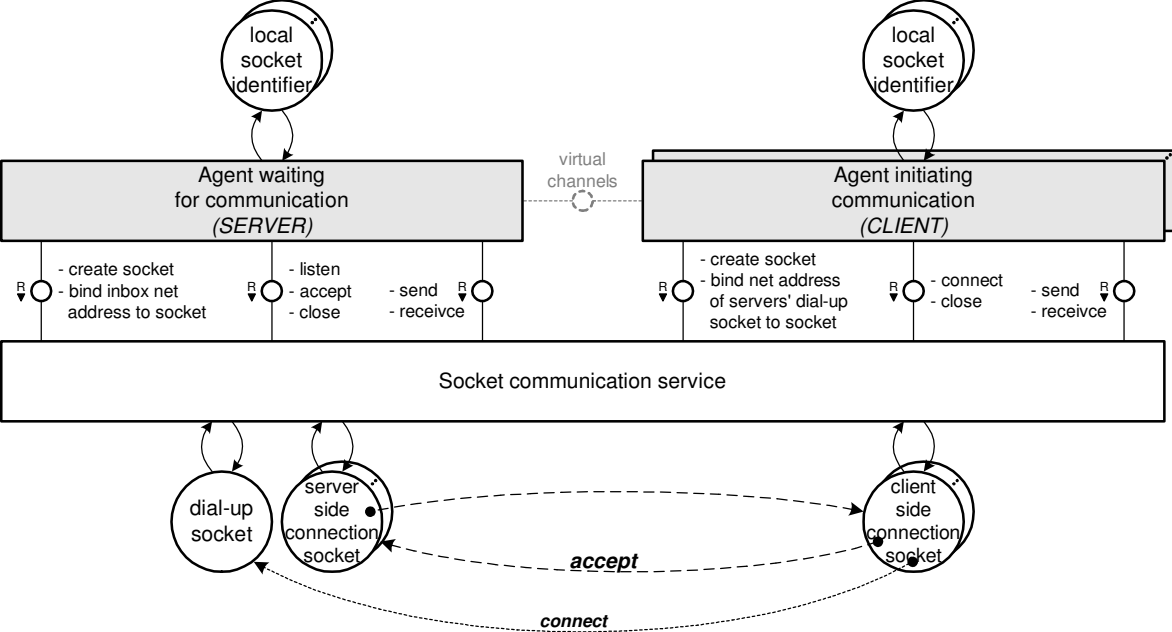 local
socket
identifier
local
socket
identifier
Agent waiting
for communication
(SERVER)
virtual
channels
Agent initiating
communication
(CLIENT)
R
- create socket
- bind inbox net
address to socket
R
- listen
- accept
- close
- send
- receivce
R
R
- create socket
- bind net address
of servers' dial-up
socket to socket
R
- connect
- close
- send
- receivce
R
Socket communication service
dial-up
socket
server
side
connection
socket
client
side
connection
socket
accept
connect